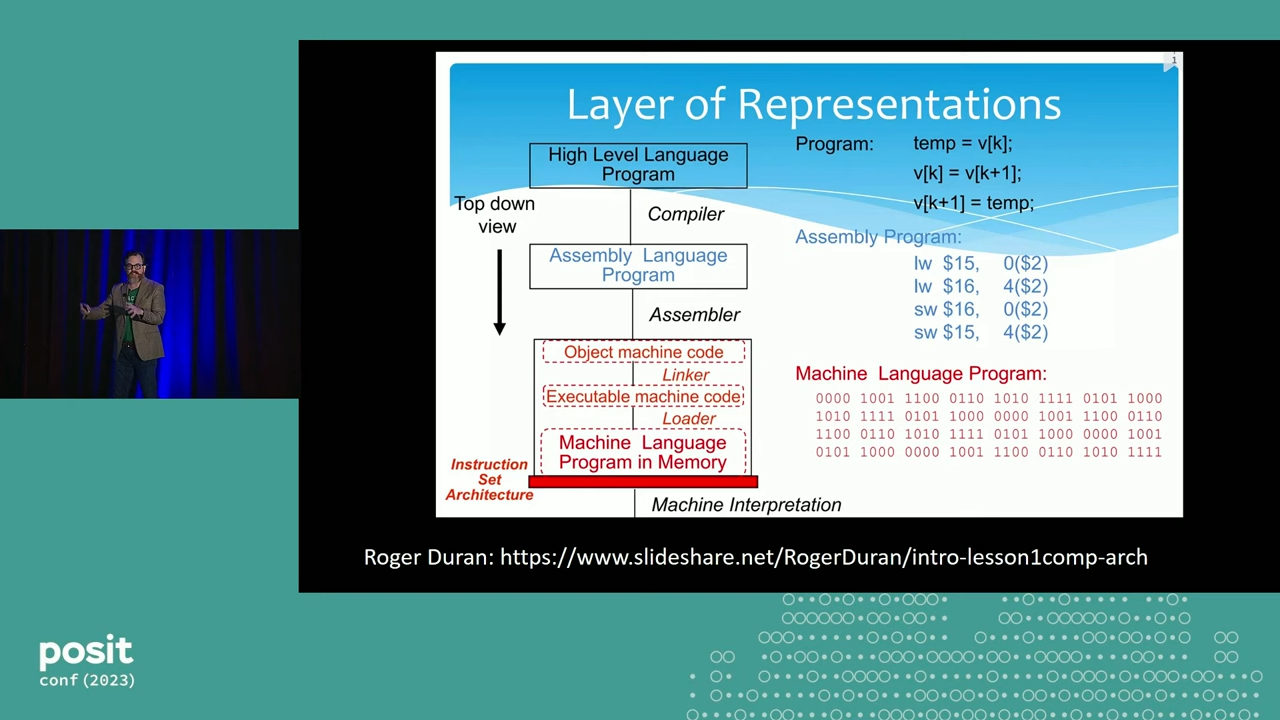 1
Layer of Representations
High Level Language
Program
Top down
view
Compiler
Assembly Language
Program
Assembler
Object machine code
Linker
Executable machine code
Loader
Machine Language
Program in Memory
Instruction
Set
Architecture
Machine Interpretation
Program: temp = v[k];
v[k] = v[k+1];
v[k+1] = temp;
Assembly Program:
lw $15, 0($2)
lw $16, 4($2)
sw $16, 0($2)
sw $15, 4($2)
Machine Language Program:
0000 1001 1100 0110 1010 1111 0101 1000
1010 1111 0101 1000 0000 1001 1100 0110
1100 0110 1010 1111 0101 1000 0000 1001
0101 1000 0000 1001 1100 0110 1010 1111
Roger Duran: https://www.slideshare.net/RogerDuran/intro-lesson1comp-arch
posit
conf(2023)